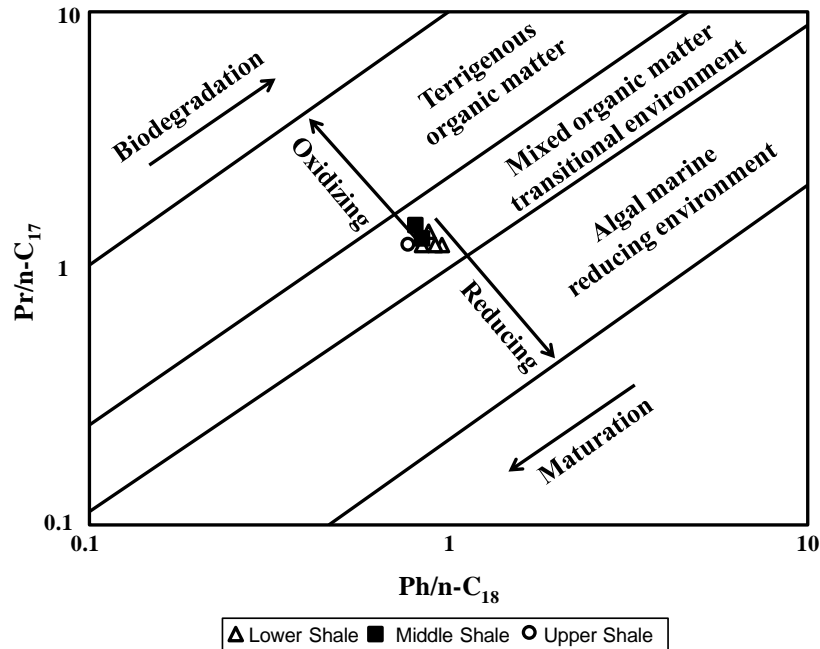 10
Biodegradation
Terrigenous
organic matter
Mixed organic matter
transitional environment
Oxidizing
Algal marine
reducing environment
Pr/n-C17
1
Reducing
Maturation
0.1
0.1
1
10
Ph/n-C18
Lower Shale Middle Shale Upper Shale